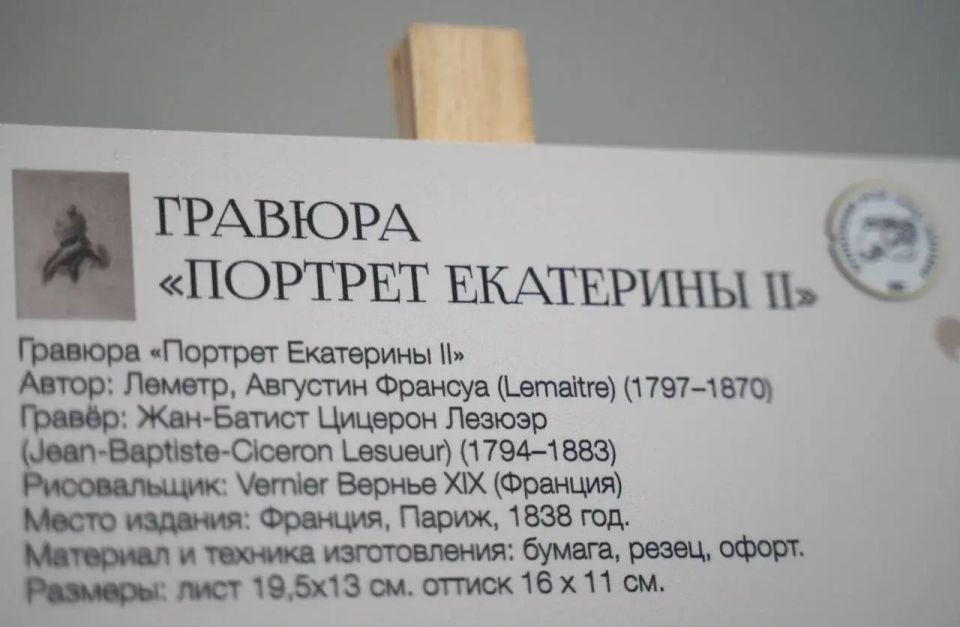 ГРАВЮРА
«ПОРТРЕТ ЕКАТЕРИНЫ II»
Гравюра «Портрет Екатерины II»
Автор: Леметр, Августин Франсуа (Lemaitre) (1797–1870)
Гравёр: Жан-Батист Цицерон Лезюэр
(Jean-Baptiste-Ciceron Lesueur) (1794–1883)
Рисовальщик: Vernier Вернье XIX (Франция)
Место издания: Франция, Париж, 1838 год.
Материал и техника изготовления: бумага, резец, офорт.
Размеры: лист 19,5х13 см. оттиск 16 х 11 см.